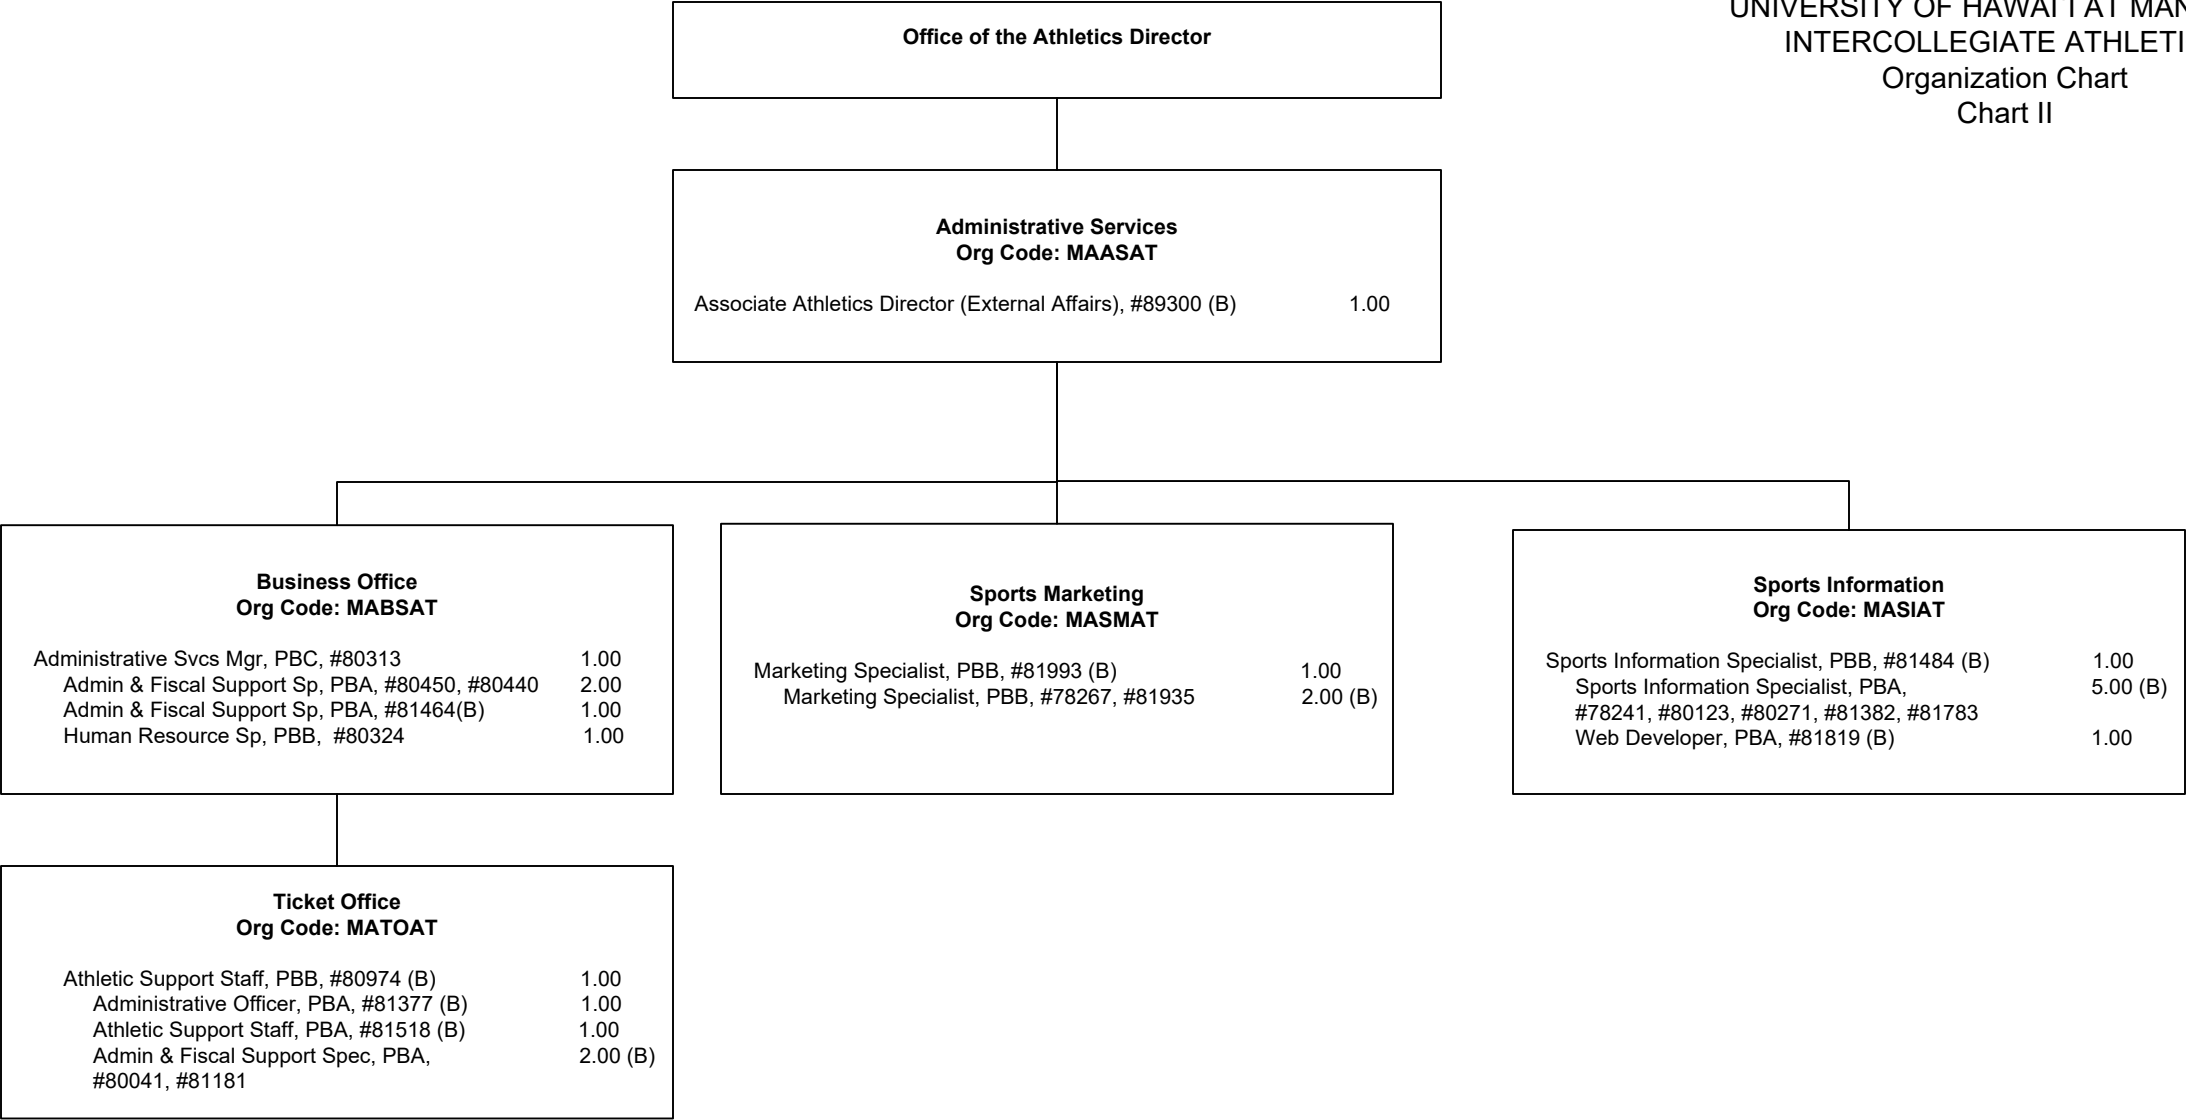 UNIVERSITY OF HAWAI'I AT
INTERCOLLEGIATE
Organization Chart
Chart II
Office of the Athletics Director
Administrative Services
Org Code: MAASAT
Associate Athletics Director (External Affairs), #89300 (B) 1.00
Business Office
Org Code: MABSAT
Administrative Svcs Mgr, PBC, #80313 1.00
Admin & Fiscal Support Sp, PBA, #80450, #80440 2.00
Admin & Fiscal Support Sp, PBA, #81464(B) 1.00
Human Resource Sp, PBB, #80324 1.00
Sports Marketing
Org Code: MASMAT
Marketing Specialist, PBB, #81993 (B) 1.00
Marketing Specialist, PBB, #78267, #81935 2.00 (B)
Sports Information
Org Code: MASIAT
Sports Information Specialist, PBB, #81484 (B) 1.00
Sports Information Specialist, PBA, 5.00 (B)
#78241, #80123, #80271, #81382, #81783
Web Developer, PBA, #81819 (B) 1.00
Ticket Office
Org Code: MATOAT
Athletic Support Staff, PBB, #80974 (B) 1.00
Administrative Officer, PBA, #81377 (B) 1.00
Athletic Support Staff, PBA, #81518 (B) 1.00
Admin & Fiscal Support Spec, PBA, 2.00 (B)
#80041, #81181